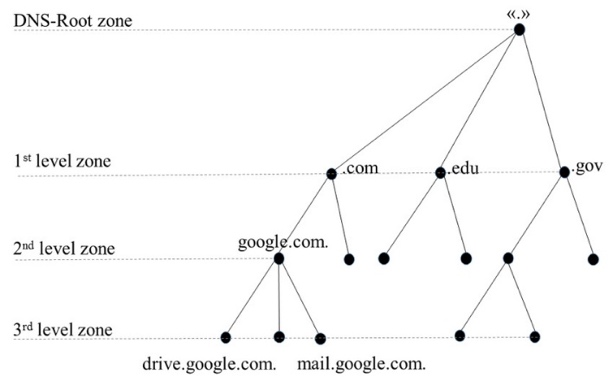 «.»
DNS-Root zone
1st level zone
.com
.edu
.gov
2nd level zone
google.com.
3rd level zone
drive.google.com.
mail.google.com.